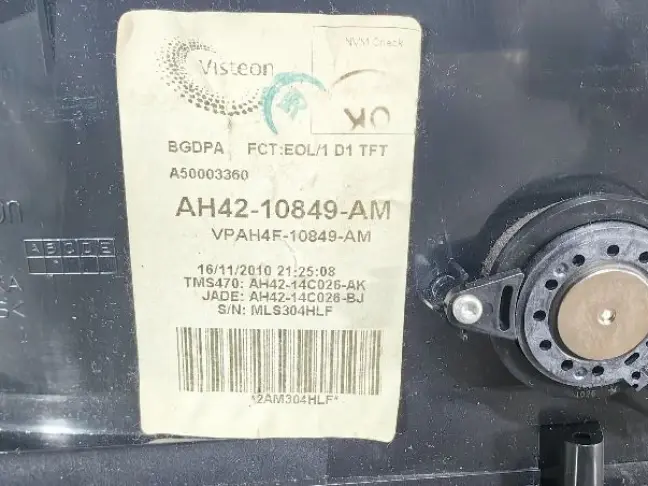 Visteon
NVM Check
OK
BGDPA FCT:EOL/1 D1 TFT
A50003360
AH42-10849-AM
VPAH4F-10849-AM
16/11/2010 21:25:08
TMS470: AH42-14C026-AK
JADE: AH42-14C026-BJ
S/N: MLS304HLF
*2AM304HLF*
A B C D E